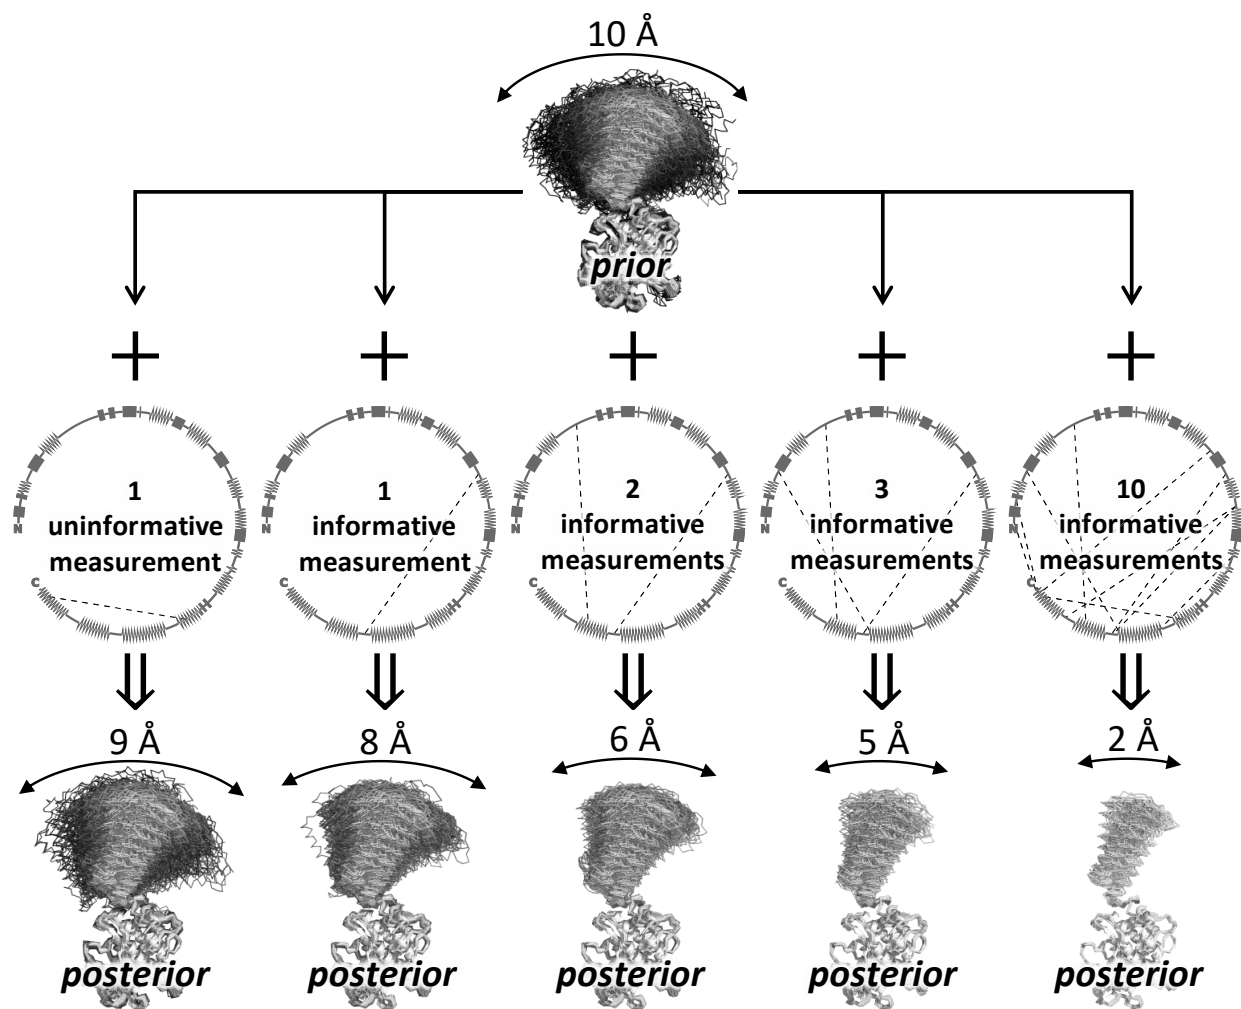 10 Å
prior
1
uninformative
measurement
N
C
1
informative
measurement
N
C
2
informative
measurements
N
C
3
informative
measurements
N
C
10
informative
measurements
N
C
9 Å
8 Å
6 Å
5 Å
2 Å
posterior
posterior
posterior
posterior
posterior